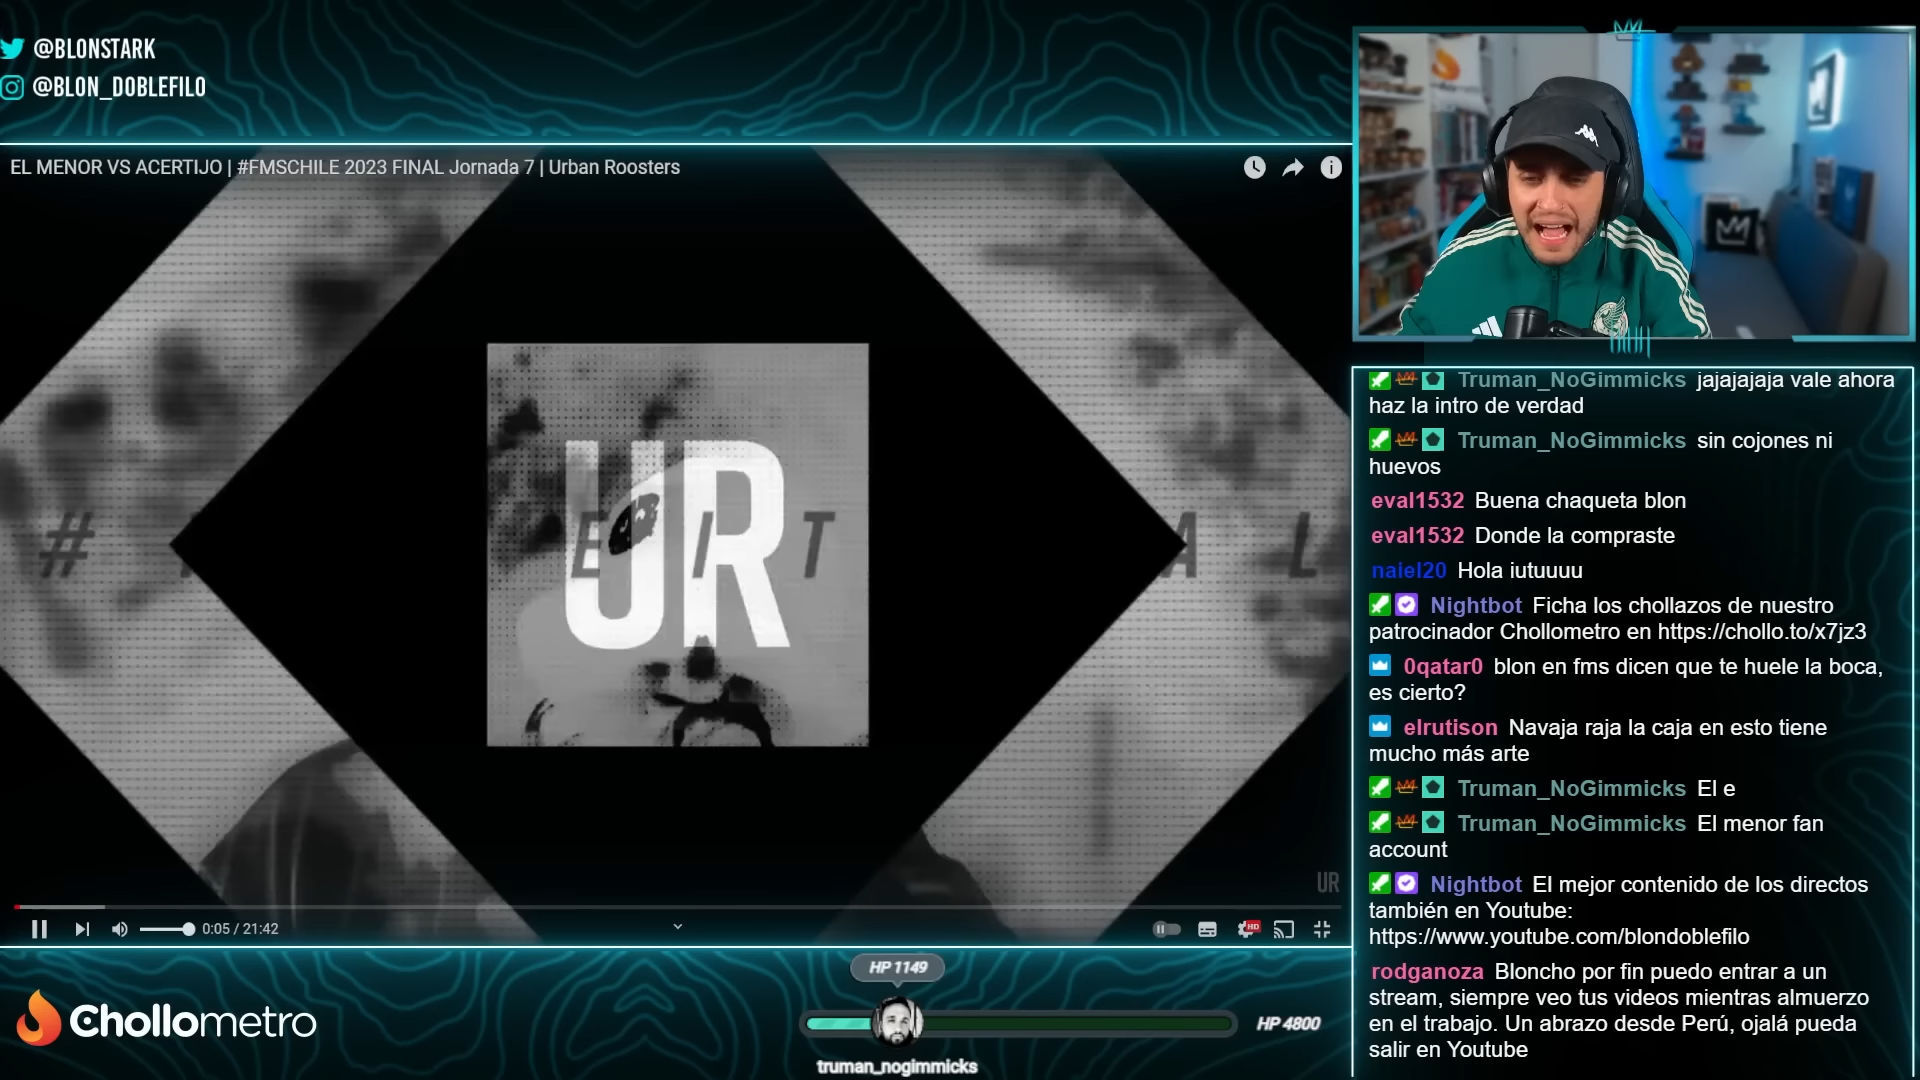 @BLONSTARK
@BLON_DOBLEFILO
EL MENOR VS ACERTIJO | #FMSCHILE 2023 FINAL Jornada 7 | Urban Roosters
UR
# E I T A L
UR
0:05 / 21:42
HD
Chollometro
HP 1149
HP 4800
truman_nogimmicks
Truman_NoGimmicks jajajajaja vale ahora
haz la intro de verdad
Truman_NoGimmicks sin cojones ni
huevos
eval1532 Buena chaqueta blon
eval1532 Donde la compraste
naiel20 Hola iutuuuu
Nightbot Ficha los chollazos de nuestro
patrocinador Chollometro en https://chollo.to/x7jz3
0qatar0 blon en fms dicen que te huele la boca,
es cierto?
elrutison Navaja raja la caja en esto tiene
mucho más arte
Truman_NoGimmicks El e
Truman_NoGimmicks El menor fan
account
Nightbot El mejor contenido de los directos
también en Youtube:
https://www.youtube.com/blondoblefilo
rodganoza Bloncho por fin puedo entrar a un
stream, siempre veo tus videos mientras almuerzo
en el trabajo. Un abrazo desde Perú, ojalá pueda
salir en Youtube